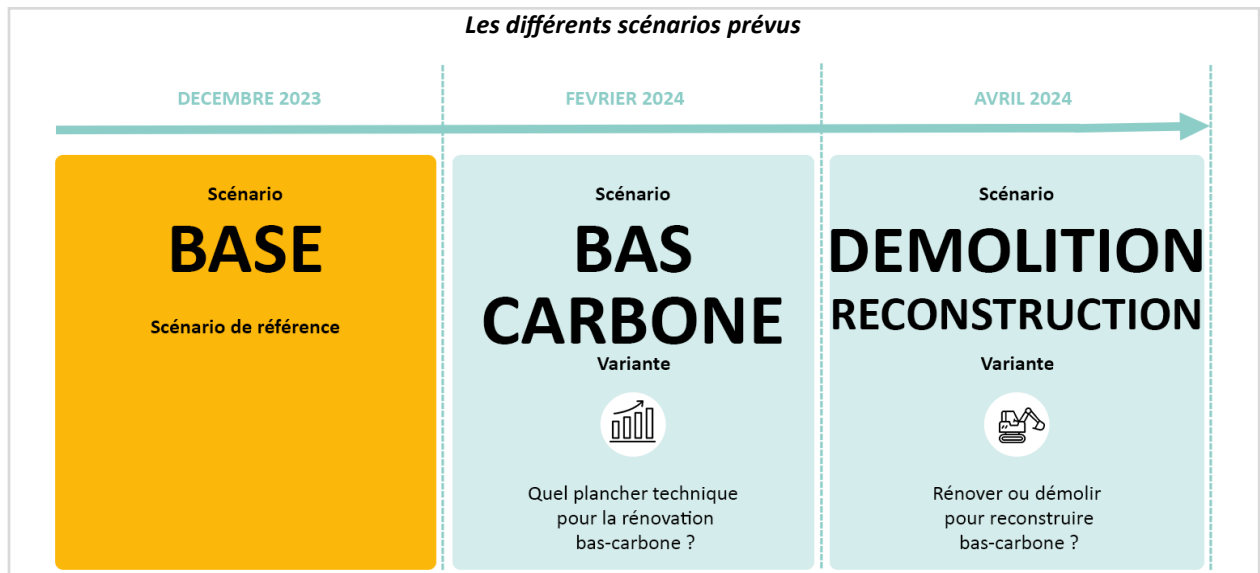 Les différents scénarios prévus
DECEMBRE 2023
FEVRIER 2024
AVRIL 2024
Scénario
BASE
Scénario de référence
Scénario
BAS
CARBONE
Variante
Quel plancher technique
pour la rénovation
bas-carbone ?
Scénario
DEMOLITION
RECONSTRUCTION
Variante
Rénover ou démolir
pour reconstruire
bas-carbone ?